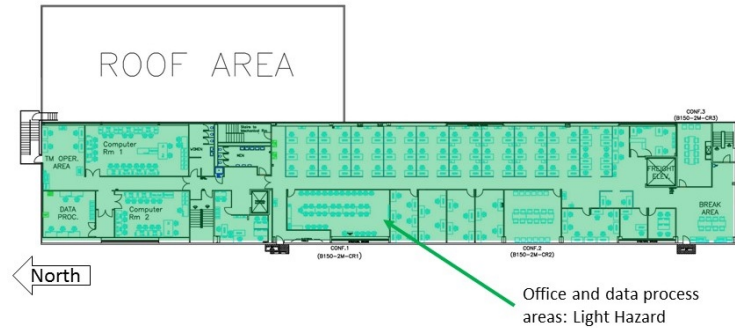 ROOF AREA
CONF.3
(B150-2M-CR3)
Computer
Rm 1
WOMEN
MEN
TM OPER.
AREA
FREIGHT
ELEV.
DATA
PROC.
Computer
Rm 2
BREAK
AREA
CONF.1
(B150-2M-CR1)
CONF.2
(B150-2M-CR2)
North
Office and data process
areas: Light Hazard